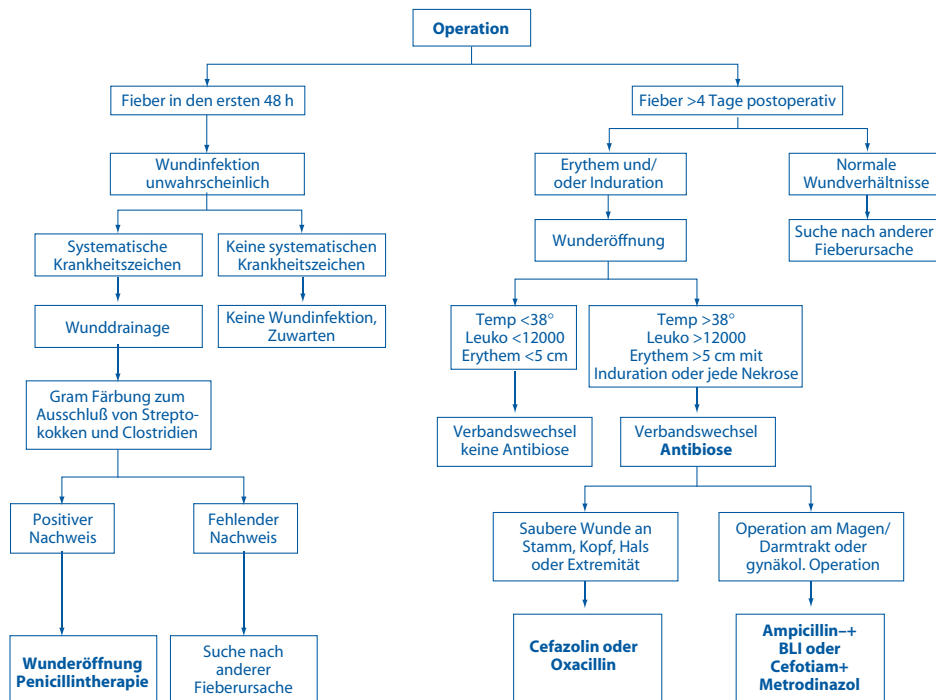 Operation
Fieber in den ersten 48 h
Fieber >4 Tage postoperativ
Wundinfektion
unwahrscheinlich
Erythem und/
oder Induration
Normale
Wundverhältnisse
Systematische
Krankheitszeichen
Keine systematischen
Krankheitszeichen
Wunderöffnung
Suche nach anderer
Fieberursache
Wunddrainage
Keine Wundinfektion,
Zuwarten
Temp <38°
Leuko <12000
Erythem <5 cm
Temp >38°
Leuko >12000
Erythem >5 cm mit
Induration oder jede Nekrose
Gram Färbung zum
Ausschluß von Strepto-
kokken und Clostridien
Verbandswechsel
keine Antibiose
Verbandswechsel
Antibiose
Positiver
Nachweis
Fehlender
Nachweis
Saubere Wunde an
Stamm, Kopf, Hals
oder Extremität
Operation am Magen/
Darmtrakt oder
gynäkol. Operation
Wunderöffnung
Penicillintherapie
Suche nach
anderer
Fieberursache
Cefazolin oder
Oxacillin
Ampicillin–+
BLI oder
Cefotiam+
Metrodinazol